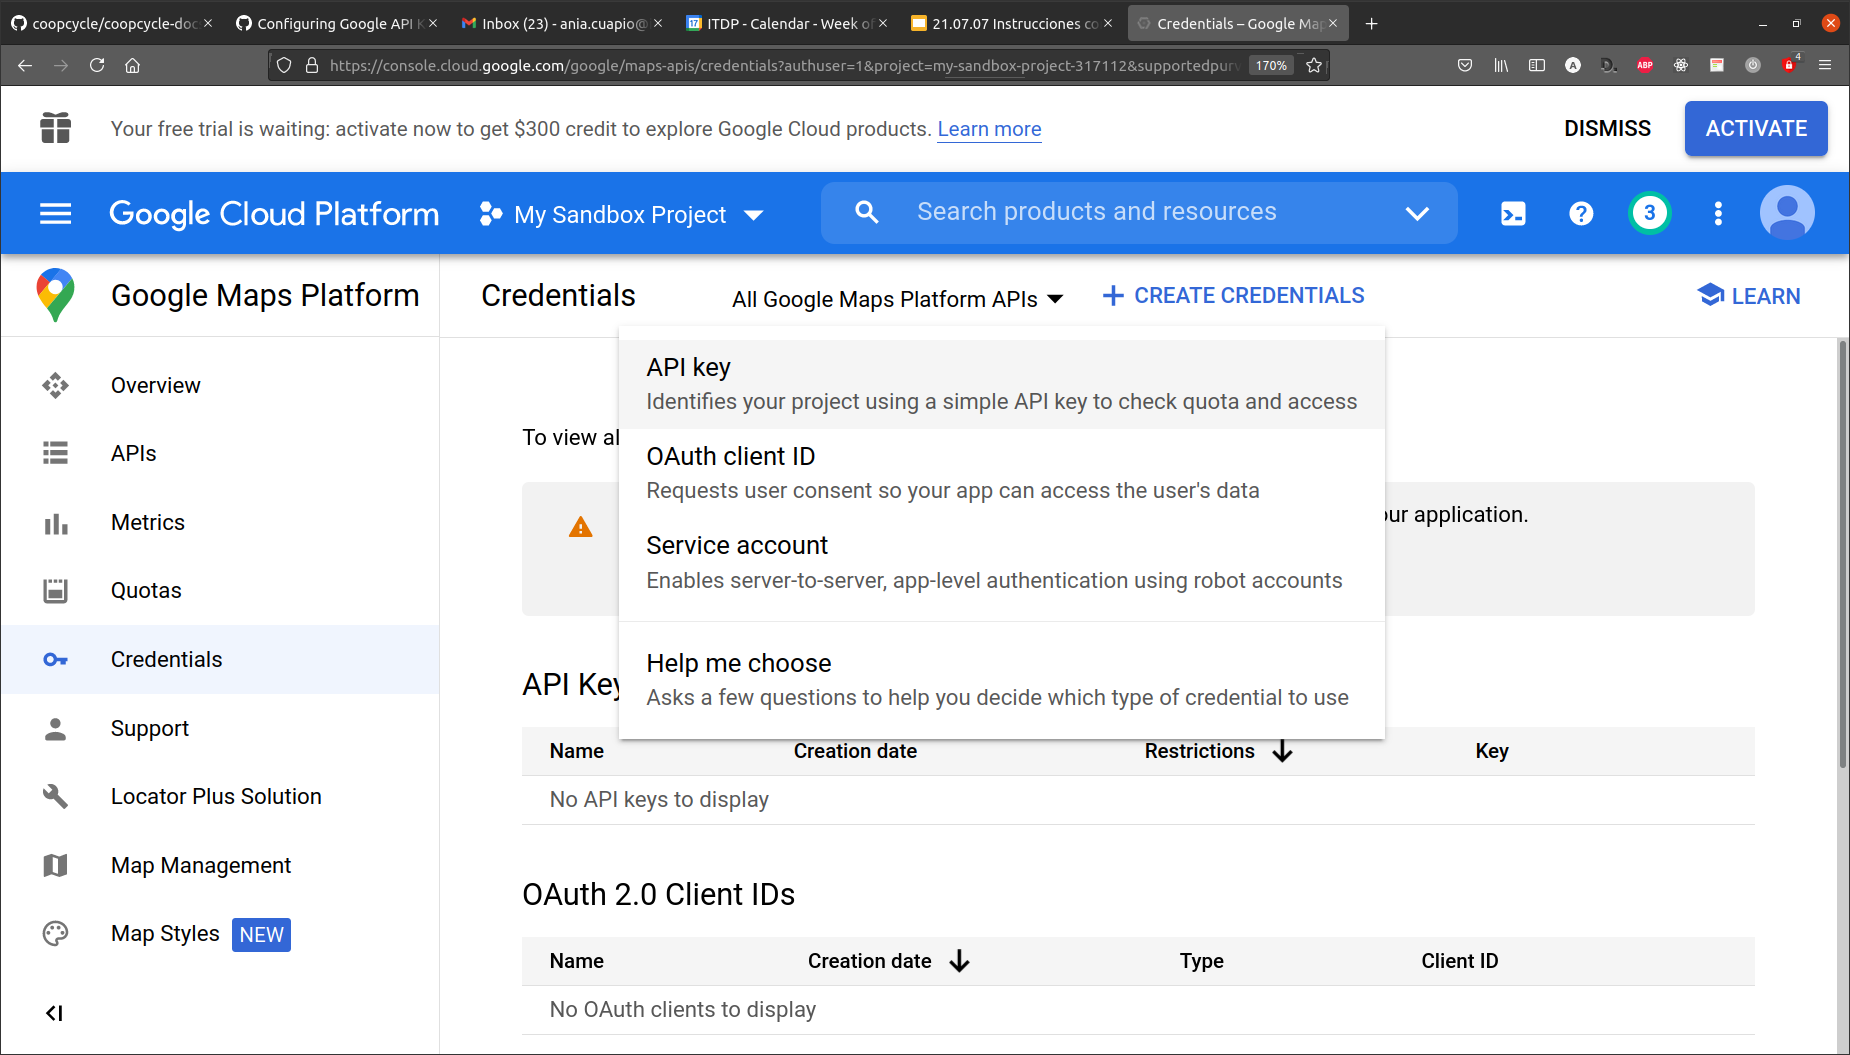 coopcycle/coopcycle-doc
Configuring Google API K
Inbox (23) - ania.cuapio@
ITDP - Calendar - Week of
21.07.07 Instrucciones co
Credentials – Google Map
https://console.cloud.google.com/google/maps-apis/credentials?authuser=1&project=my-sandbox-project-317112&supportedpurv
170%
ABP
4
Your free trial is waiting: activate now to get $300 credit to explore Google Cloud products. Learn more
DISMISS
ACTIVATE
Google Cloud Platform
My Sandbox Project
Search products and resources
3
Google Maps Platform
Credentials
All Google Maps Platform APIs
CREATE CREDENTIALS
LEARN
Overview
APIs
Metrics
Quotas
Credentials
Support
Locator Plus Solution
Map Management
Map Styles NEW
API key
Identifies your project using a simple API key to check quota and access
OAuth client ID
Requests user consent so your app can access the user's data
Service account
Enables server-to-server, app-level authentication using robot accounts
Help me choose
Asks a few questions to help you decide which type of credential to use
To view al
our application.
API Key
Name Creation date Restrictions Key
No API keys to display
OAuth 2.0 Client IDs
Name Creation date Type Client ID
No OAuth clients to display